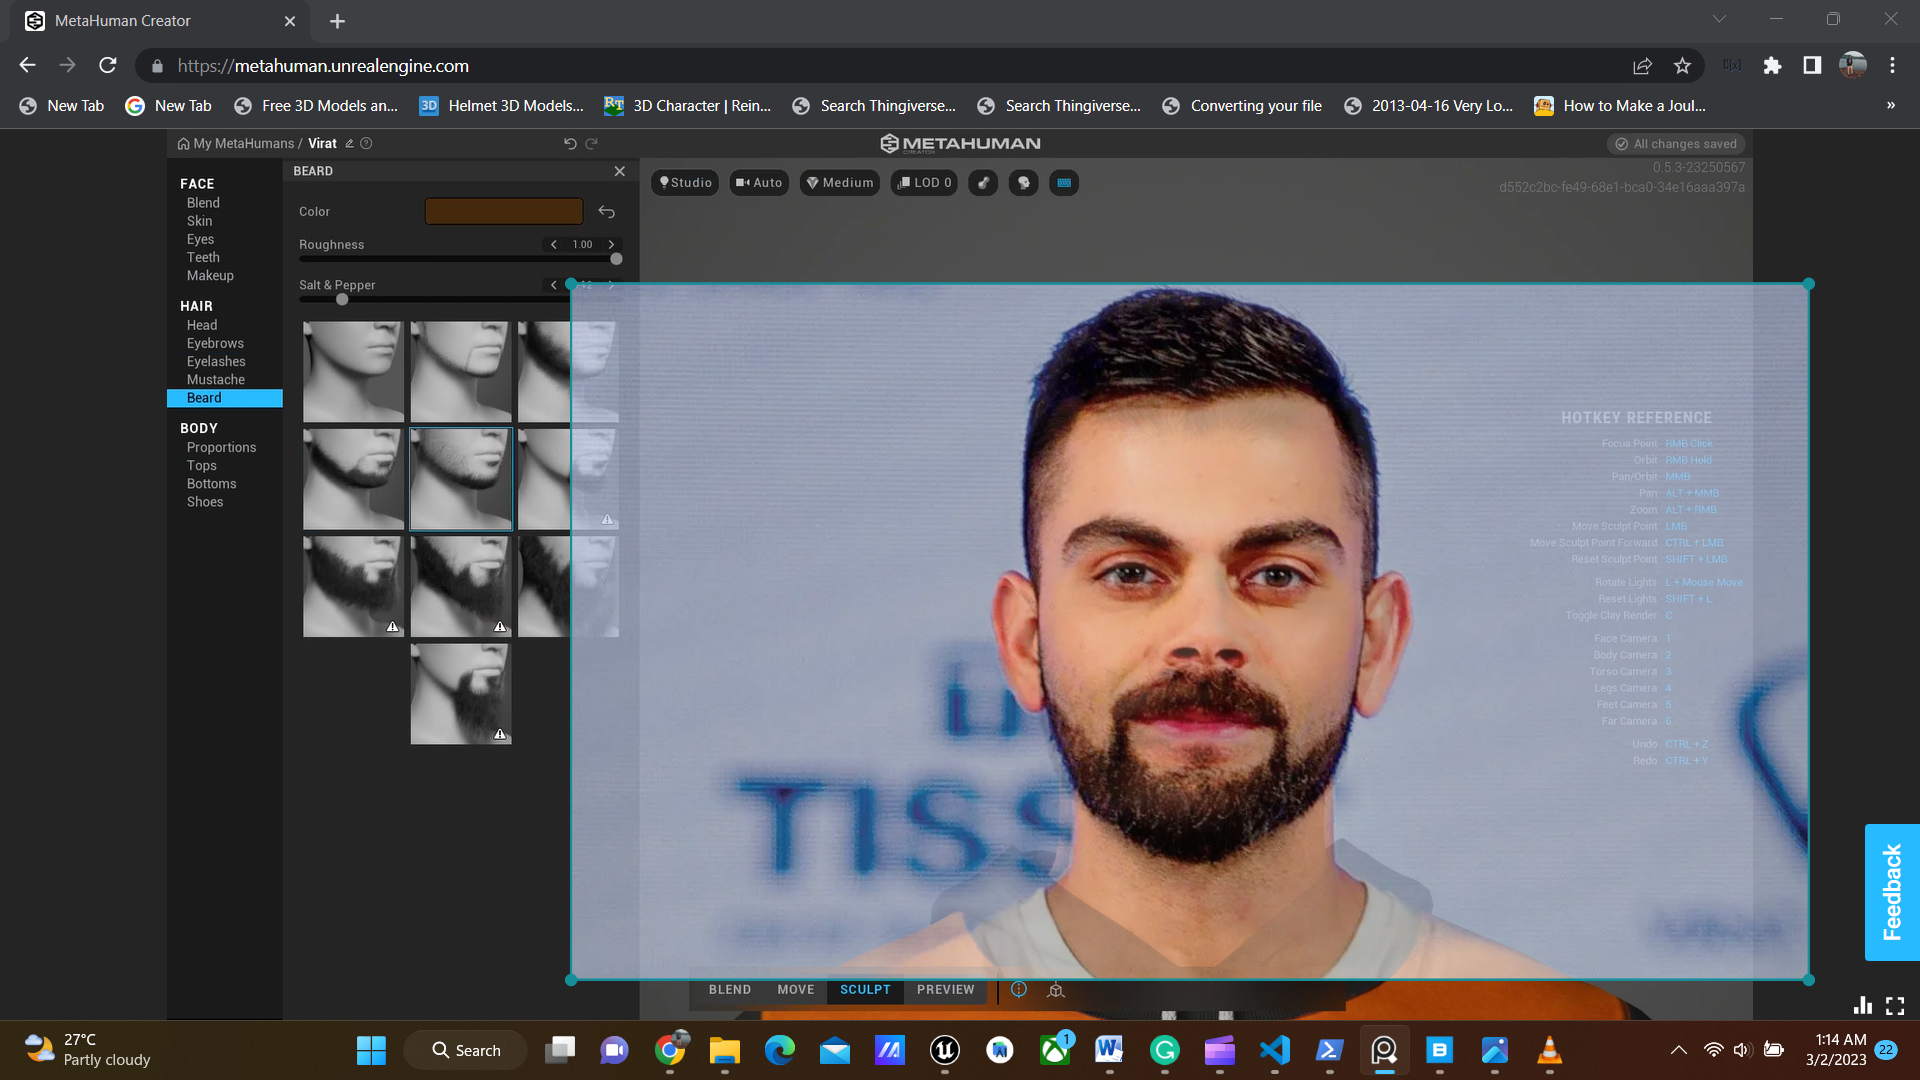 MetaHuman Creator
https://metahuman.unrealengine.com
New Tab
New Tab
Free 3D Models an...
Helmet 3D Models...
3D Character | Rein...
Search Thingiverse...
Search Thingiverse...
Converting your file
2013-04-16 Very Lo...
How to Make a Joul...
»
My MetaHumans / Virat
METAHUMAN
CREATOR
All changes saved
0.5.3-23250567
d552c2bc-fe49-68e1-bca0-34e16aaa397a
FACE
Blend
Skin
Eyes
Teeth
Makeup
HAIR
Head
Eyebrows
Eyelashes
Mustache
Beard
BODY
Proportions
Tops
Bottoms
Shoes
BEARD
Color
Roughness
1.00
Salt & Pepper
Studio
Auto
Medium
LOD 0
HOTKEY REFERENCE
Focus Point RMB Click
Orbit RMB Hold
Pan/Orbit MMB
Pan ALT + MMB
Zoom ALT + RMB
Move Sculpt Point LMB
Move Sculpt Point Forward CTRL + LMB
Reset Sculpt Point SHIFT + LMB
Rotate Lights L + Mouse Move
Reset Lights SHIFT + L
Toggle Clay Render C
Face Camera 1
Body Camera 2
Torso Camera 3
Legs Camera 4
Feet Camera 5
Far Camera 6
Undo CTRL + Z
Redo CTRL + Y
TISS
BLEND
MOVE
SCULPT
PREVIEW
Feedback
27°C
Partly cloudy
Search
1
1:14 AM
3/2/2023
22